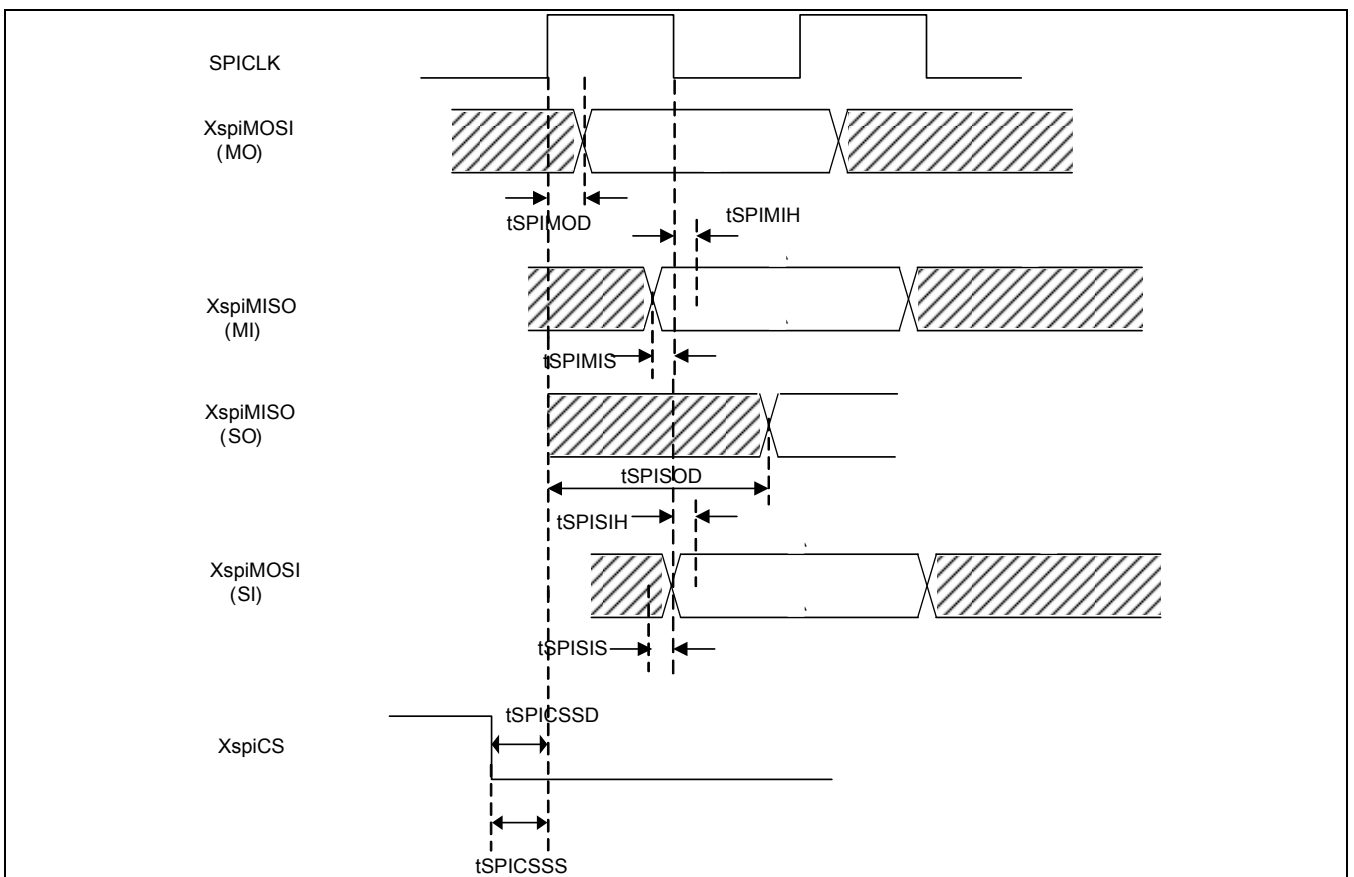 SPICLK
XspiMOSI
(MO)
tSPIMOD
tSPIMIH
XspiMISO
(MI)
tSPIMIS
XspiMISO
(SO)
tSPISOD
tSPISIH
XspiMOSI
(SI)
tSPISIS
tSPICSSD
XspiCS
tSPICSSS